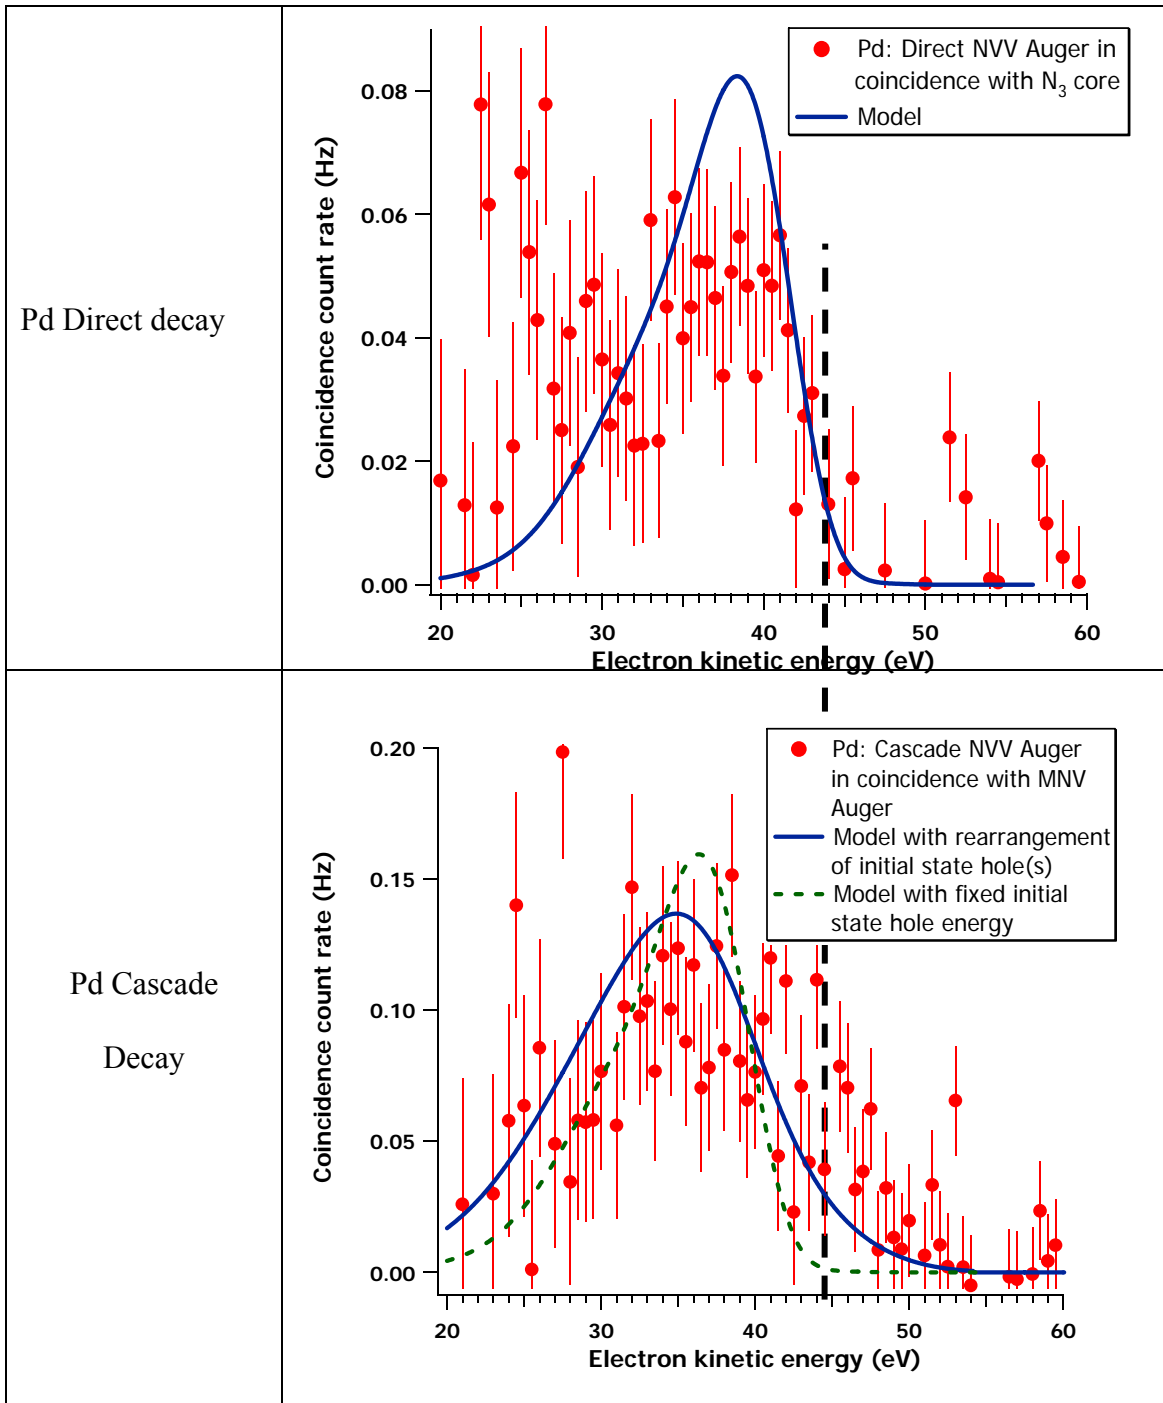 Pd Direct decay
Pd: Direct NVV Auger in
coincidence with N3 core
Model
Coincidence count rate (Hz)
0.08
0.06
0.04
0.02
0.00
20
30
40
50
60
Electron kinetic energy (eV)
Pd Cascade
Decay
Pd: Cascade NVV Auger
in coincidence with MNV
Auger
Model with rearrangement
of initial state hole(s)
Model with fixed initial
state hole energy
Coincidence count rate (Hz)
0.20
0.15
0.10
0.05
0.00
20
30
40
50
60
Electron kinetic energy (eV)